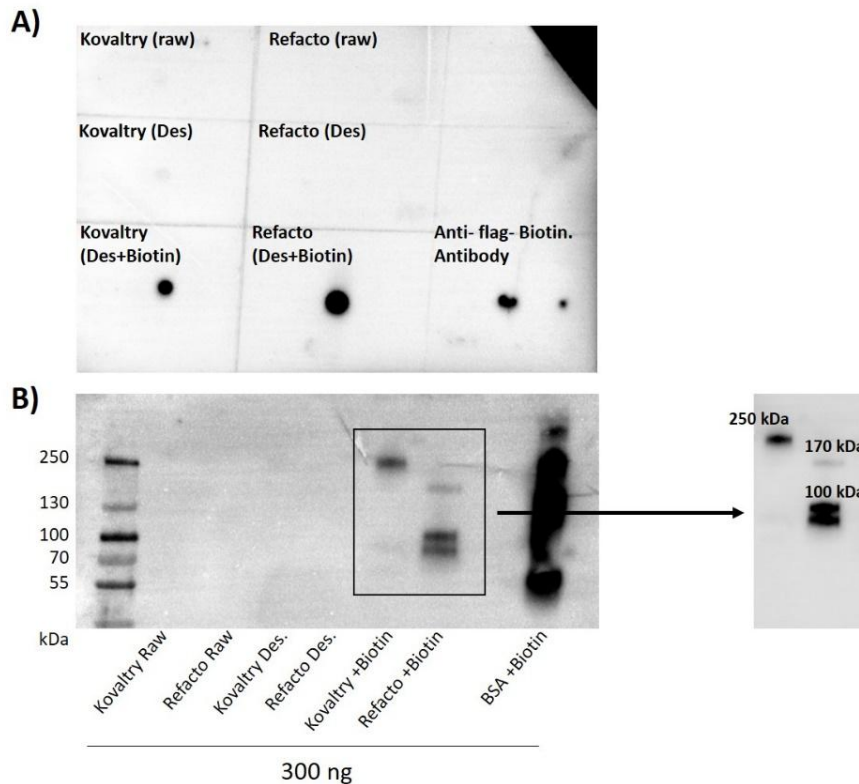 A)
Kovaltry (raw)
Refacto (raw)
Kovaltry (Des)
Refacto (Des)
Kovaltry
(Des+Biotin)
Refacto
(Des+Biotin)
Anti- flag- Biotin.
Antibody
B)
250
130
100
70
55
kDa
250 kDa
170 kDa
100 kDa
Kovaltry Raw
Refacto Raw
Kovaltry Des.
Refacto Des.
Kovaltry +Biotin
Refacto +Biotin
BSA +Biotin
300 ng